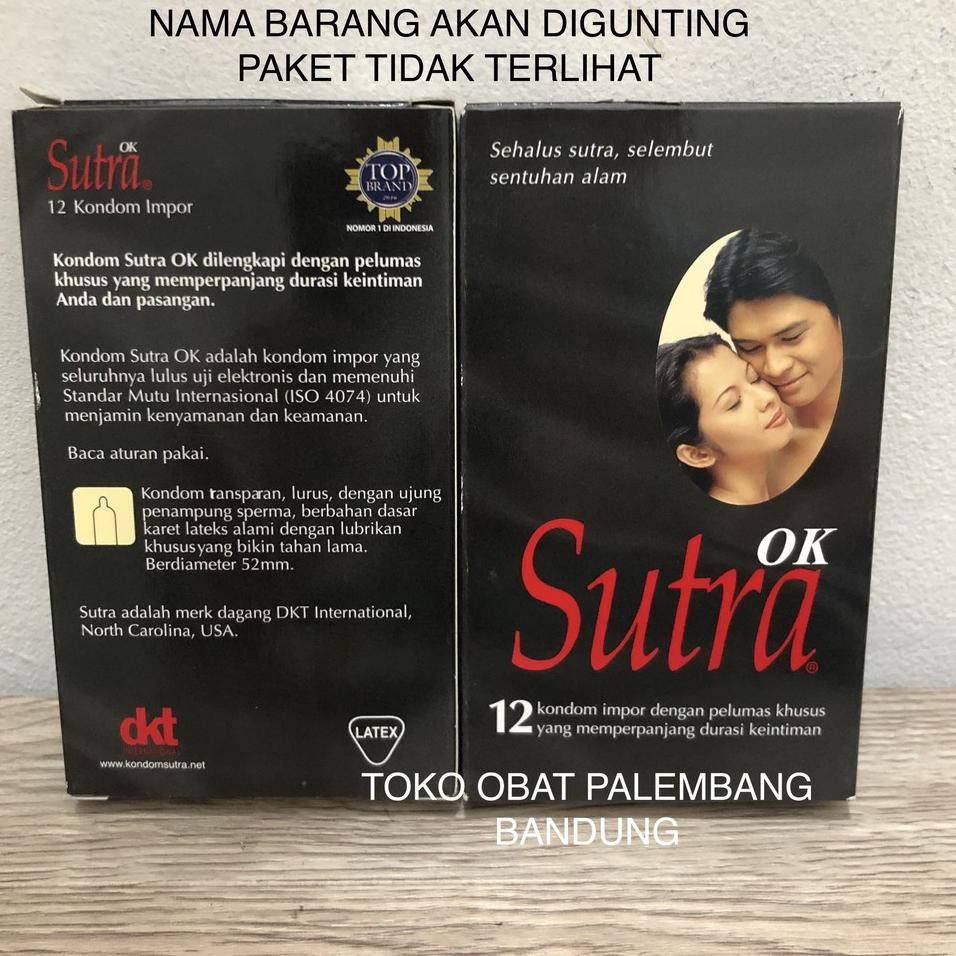 NAMA BARANG AKAN DIGUNTING
PAKET TIDAK TERLIHAT
OK
Sutra®
12 Kondom Impor
TOP
BRAND
2016
NOMOR 1 DI INDONESIA
Kondom Sutra OK dilengkapi dengan pelumas
khusus yang memperpanjang durasi keintiman
Anda dan pasangan.
Kondom Sutra OK adalah kondom impor yang
seluruhnya lulus uji elektronis dan memenuhi
Standar Mutu Internasional (ISO 4074) untuk
menjamin kenyamanan dan keamanan.
Baca aturan pakai.
Kondom transparan, lurus, dengan ujung
penampung sperma, berbahan dasar
karet lateks alami dengan lubrikan
khusus yang bikin tahan lama.
Berdiameter 52mm.
Sutra adalah merk dagang DKT International,
North Carolina, USA.
dkt
INTERNATIONAL
www.kondomsutra.net
LATEX
Sehalus sutra, selembut
sentuhan alam
OK
Sutra®
12 kondom impor dengan pelumas khusus
yang memperpanjang durasi keintiman
TOKO OBAT PALEMBANG
BANDUNG